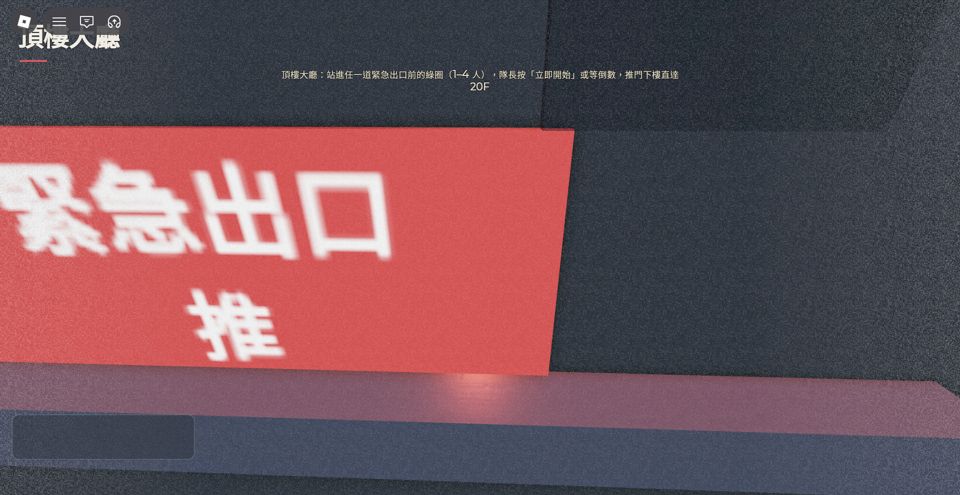 頂樓大廳
頂樓大廳：站進任一道緊急出口前的綠圈（1–4 人），隊長按「立即開始」或等倒數，推門下樓直達
20F
緊急出口
推